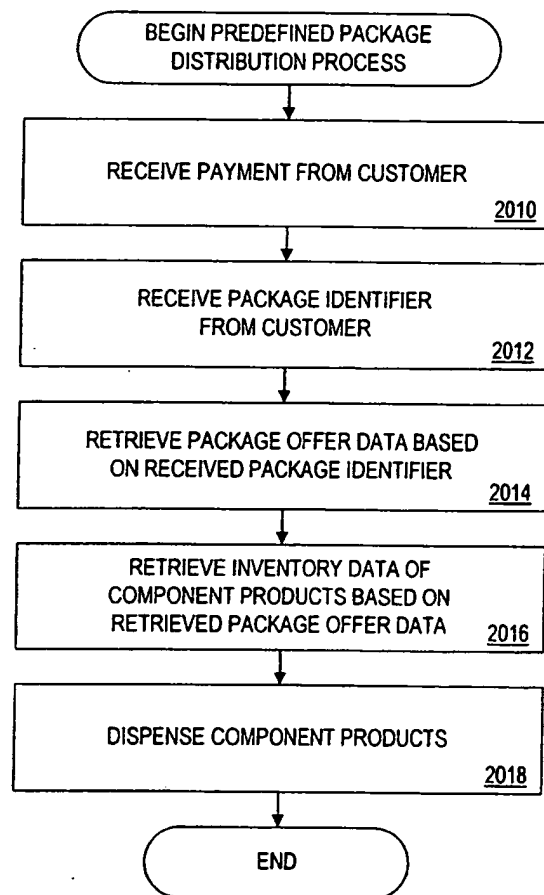 BEGIN PREDEFINED PACKAGE
DISTRIBUTION PROCESS
RECEIVE PAYMENT FROM CUSTOMER
2010
RECEIVE PACKAGE IDENTIFIER
FROM CUSTOMER
2012
RETRIEVE PACKAGE OFFER DATA BASED
ON RECEIVED PACKAGE IDENTIFIER
2014
RETRIEVE INVENTORY DATA OF
COMPONENT PRODUCTS BASED ON
RETRIEVED PACKAGE OFFER DATA
2016
DISPENSE COMPONENT PRODUCTS
2018
END